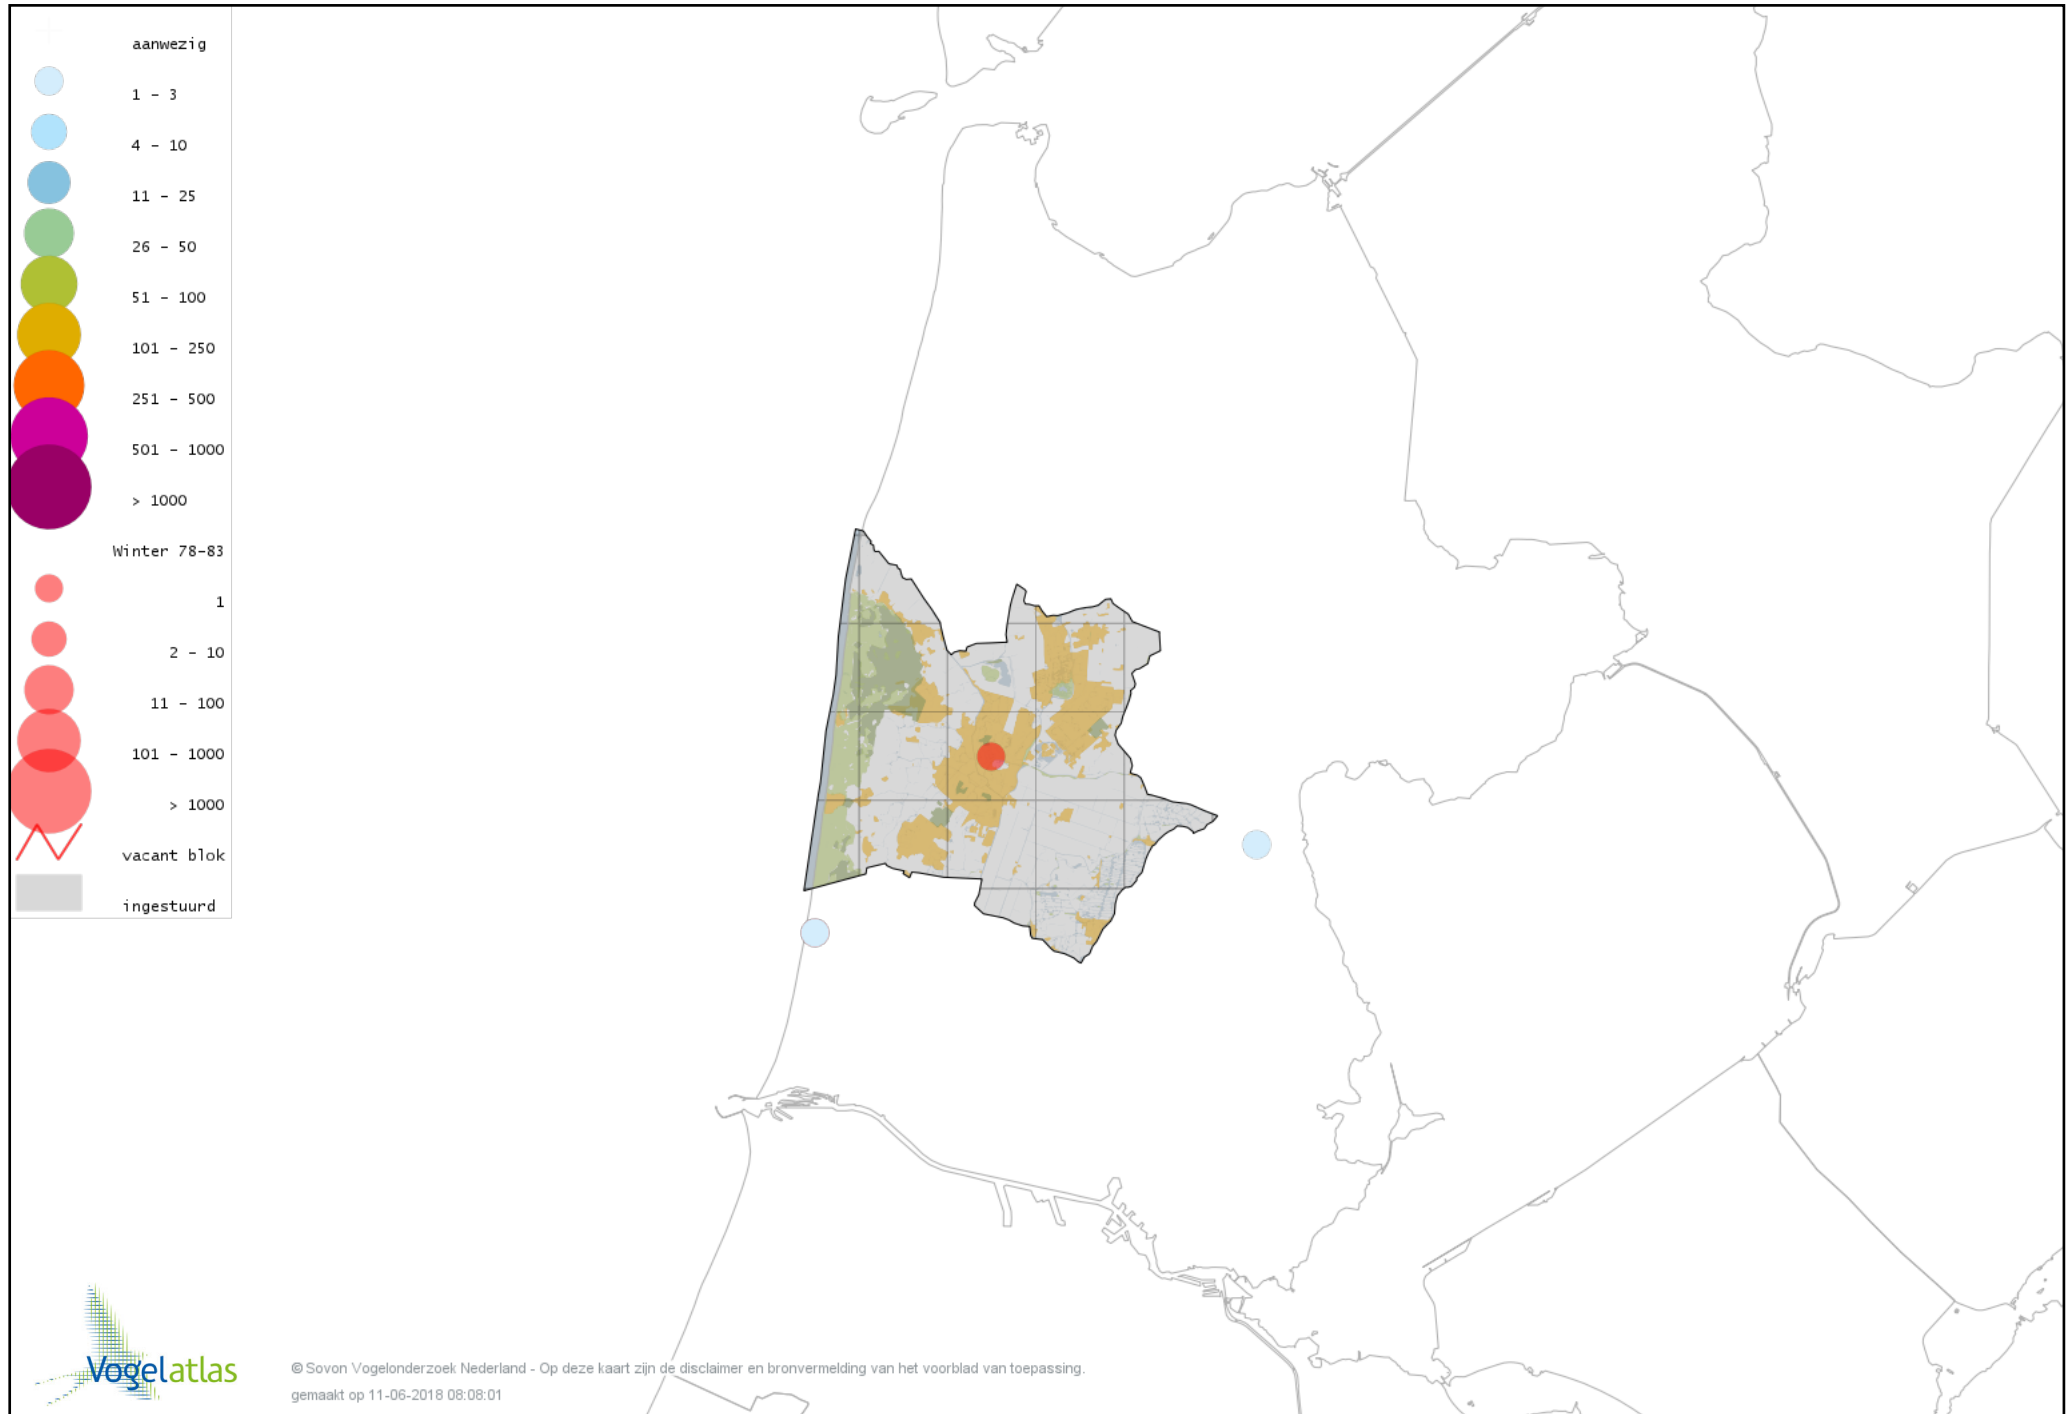 aanwezig
1 - 3
4 - 10
11 - 25
26 - 50
51 - 100
101 - 250
251 - 500
501 - 1000
> 1000
Winter 78-83
1
2 - 10
11 - 100
101 - 1000
> 1000
vacant blok
ingestuurd
Vogelatlas
© Sovon Vogelonderzoek Nederland - Op deze kaart zijn de disclaimer en bronvermelding van het voorblad van toepassing.
gemaakt op 11-06-2018 08:08:01